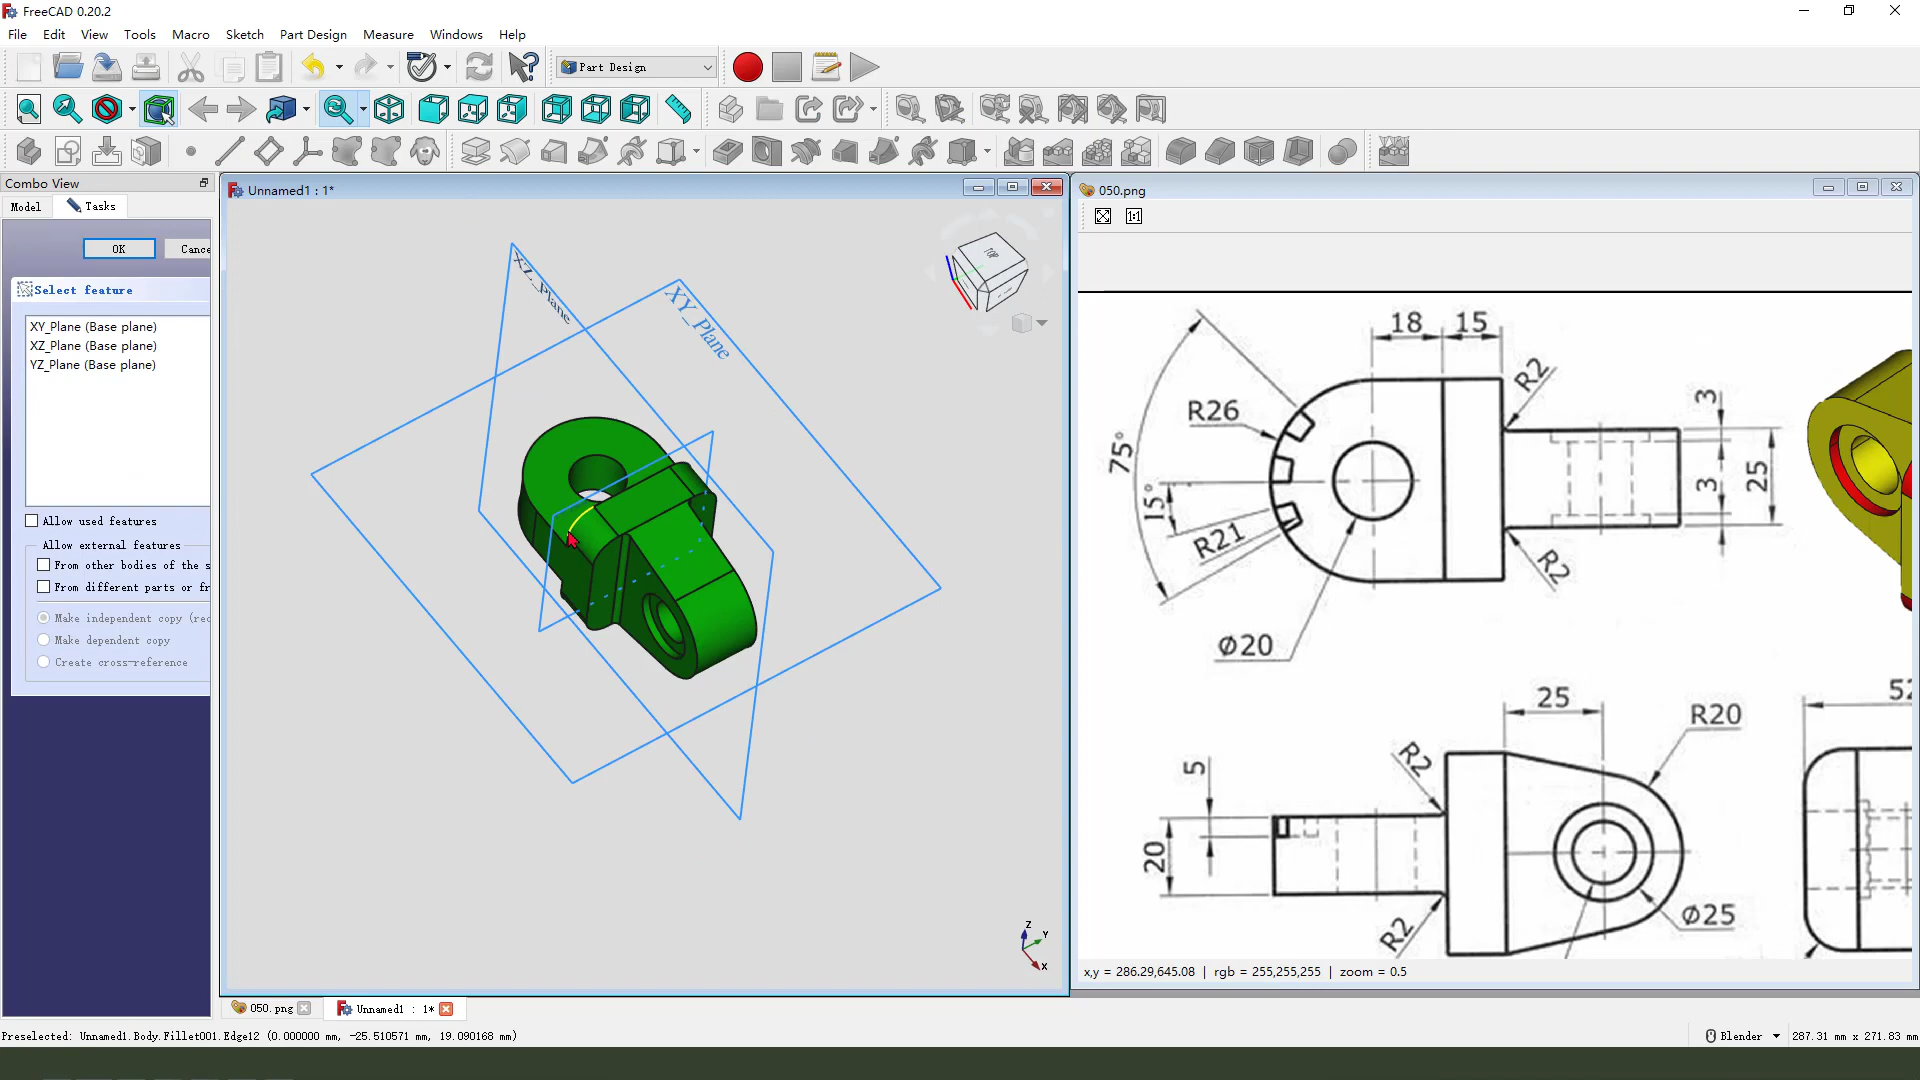 FreeCAD 0.20.2
File Edit View Tools Macro Sketch Part Design Measure Windows Help
Part Design
Combo View
Model Tasks
OK Cance
Select feature
XY_Plane (Base plane)
XZ_Plane (Base plane)
YZ_Plane (Base plane)
Allow used features
Allow external features
From other bodies of the s
From different parts or fr
Make independent copy (rec
Make dependent copy
Create cross-reference
Unnamed1 : 1*
XZ_Plane
XY_Plane
TOP
Z
Y
X
050.png
1:1
18 15
R2
R26
3
75°
3
25
15°
R21
R2
Ø20
25
52
R20
R2
5
20
Ø25
R2
x,y = 286.29,645.08 | rgb = 255,255,255 | zoom = 0.5
050.png Unnamed1 : 1*
Preselected: Unnamed1.Body.Fillet001.Edge12 (0.000000 mm, -25.510571 mm, 19.090168 mm)
Blender 287.31 mm x 271.83 mm